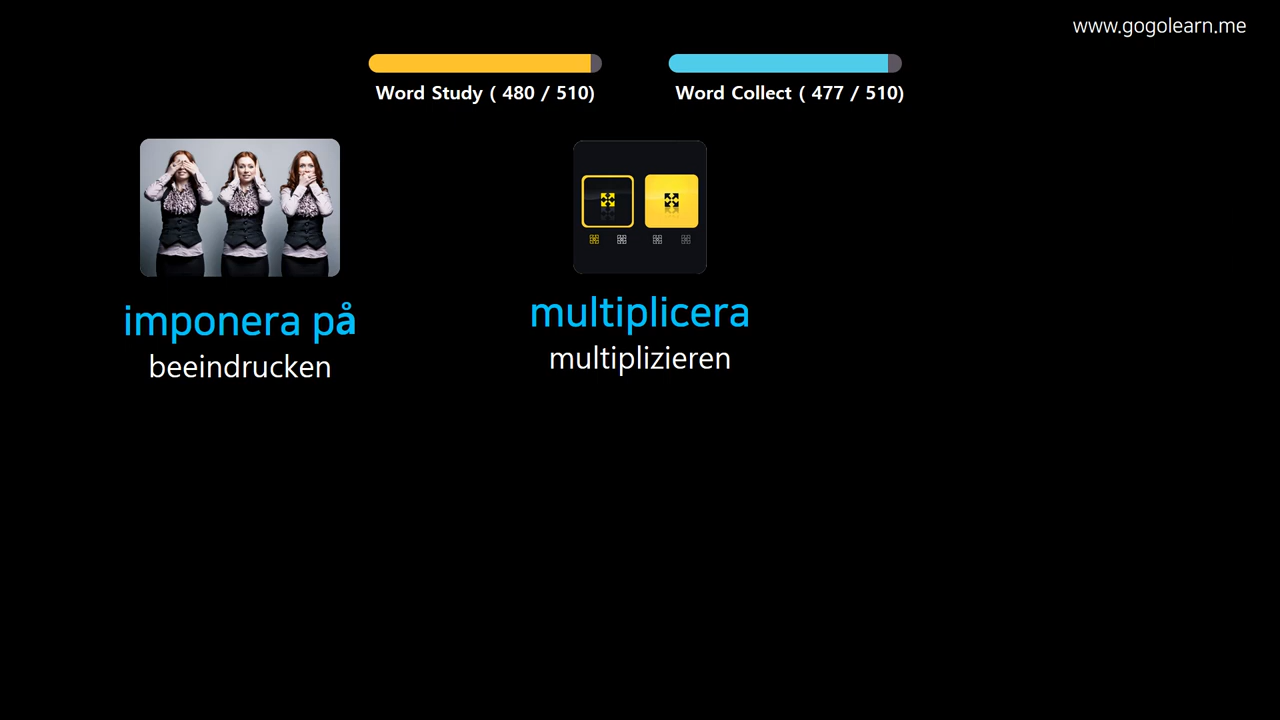 www.gogolearn.me
Word Study ( 480 / 510)
Word Collect ( 477 / 510)
imponera på
beeindrucken
multiplicera
multiplizieren